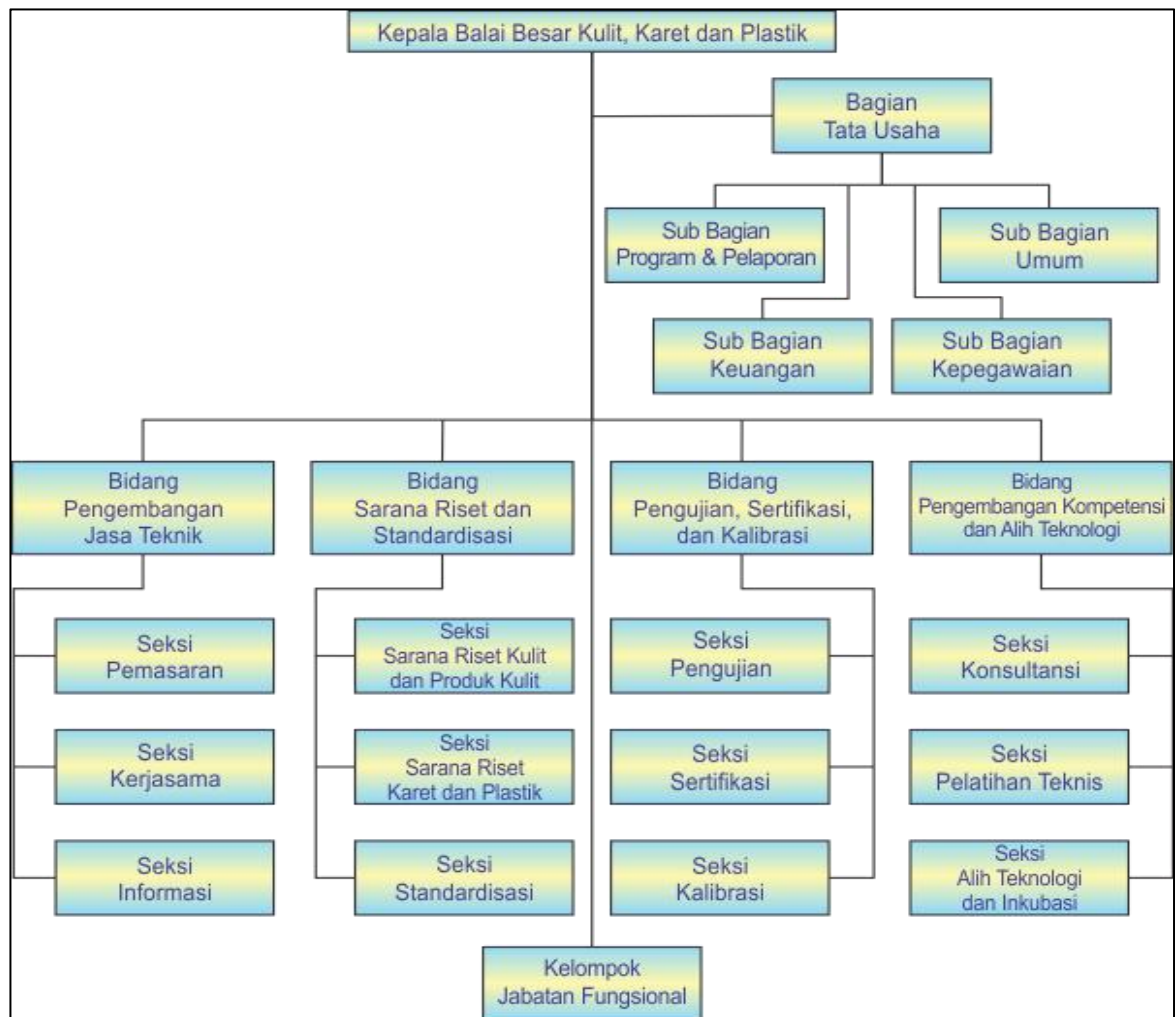 Kepala Balai Besar Kulit, Karet dan Plastik
Bagian
Tata Usaha
Sub Bagian
Program & Pelaporan
Sub Bagian
Umum
Sub Bagian
Keuangan
Sub Bagian
Kepegawaian
Bidang
Pengembangan
Jasa Teknik
Bidang
Sarana Riset dan
Standardisasi
Bidang
Pengujian, Sertifikasi,
dan Kalibrasi
Bidang
Pengembangan Kompetensi
dan Alih Teknologi
Seksi
Pemasaran
Seksi
Sarana Riset Kulit
dan Produk Kulit
Seksi
Pengujian
Seksi
Konsultansi
Seksi
Kerjasama
Seksi
Sarana Riset
Karet dan Plastik
Seksi
Sertifikasi
Seksi
Pelatihan Teknis
Seksi
Informasi
Seksi
Standardisasi
Seksi
Kalibrasi
Seksi
Alih Teknologi
dan Inkubasi
Kelompok
Jabatan Fungsional